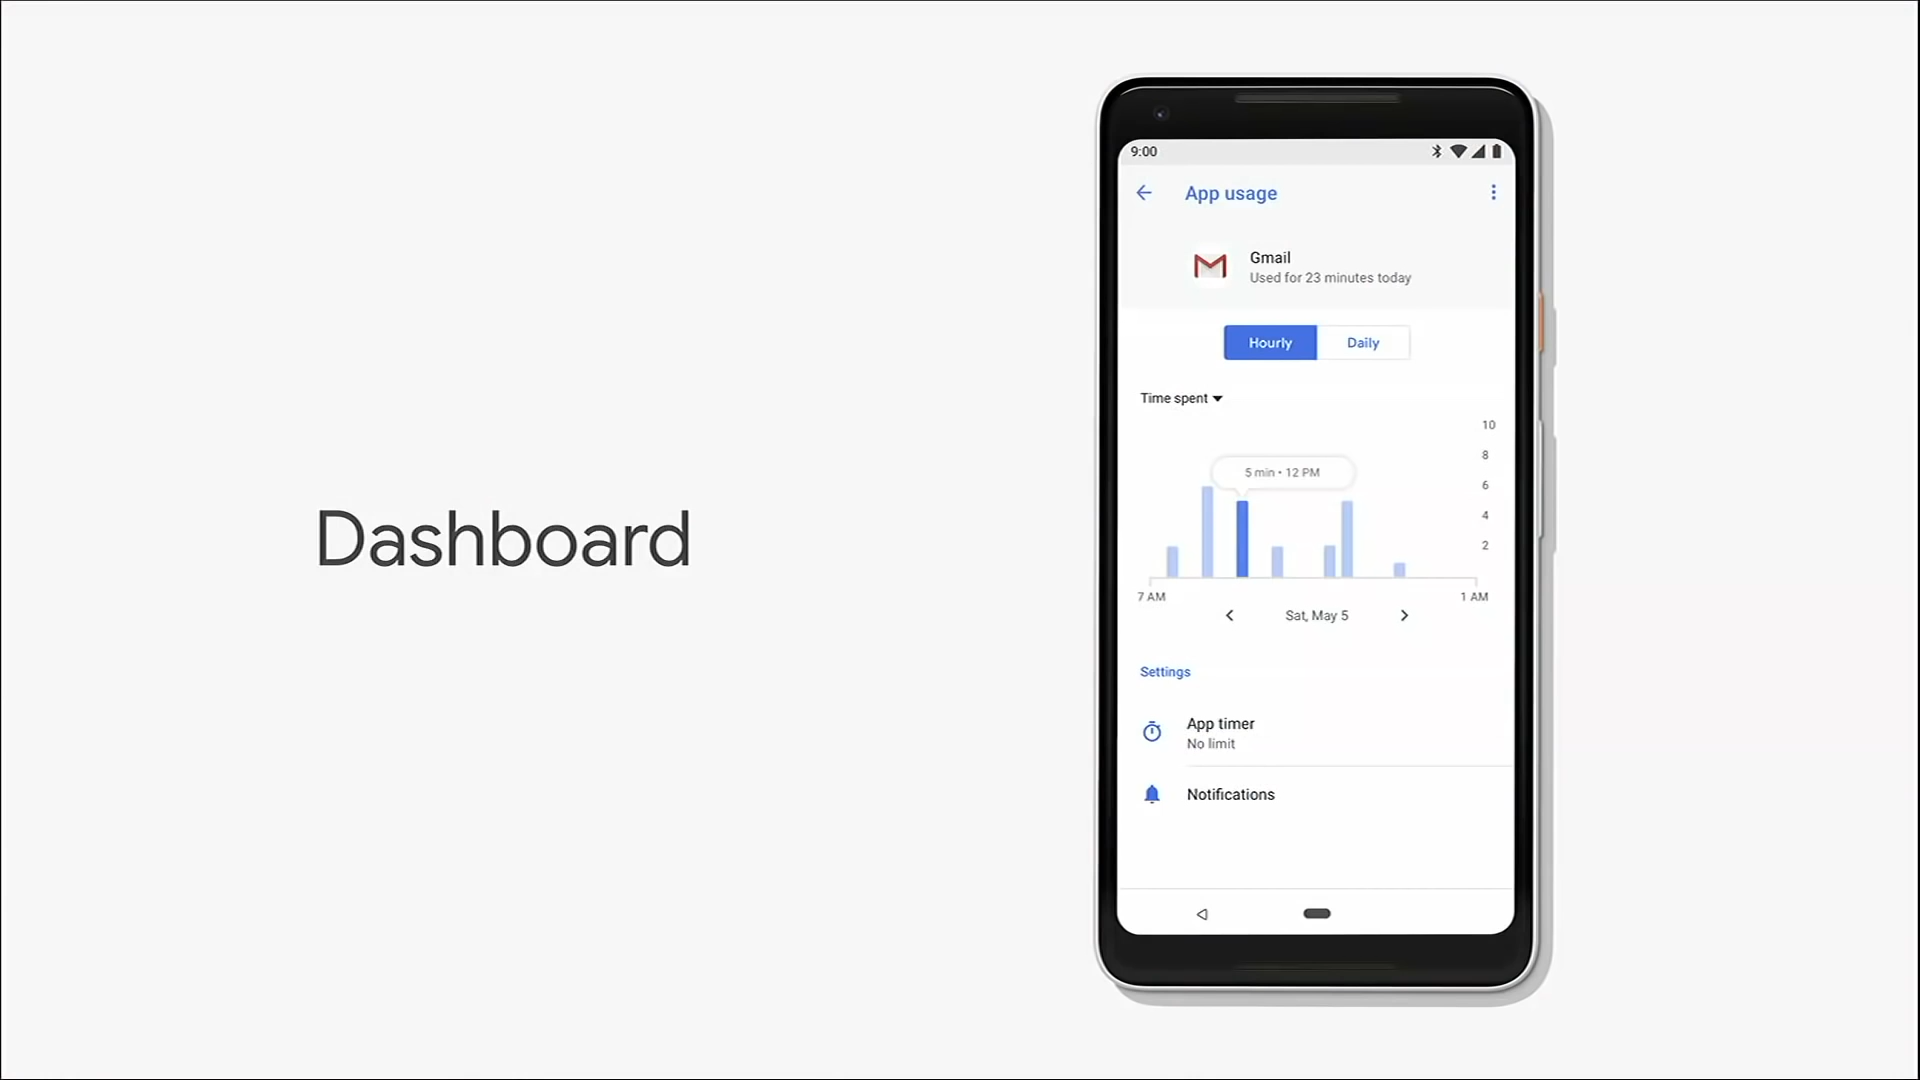 Dashboard
9:00
App usage
Gmail
Used for 23 minutes today
Hourly
Daily
Time spent
10
8
5 min • 12 PM
6
4
2
7 AM
1 AM
Sat, May 5
Settings
App timer
No limit
Notifications